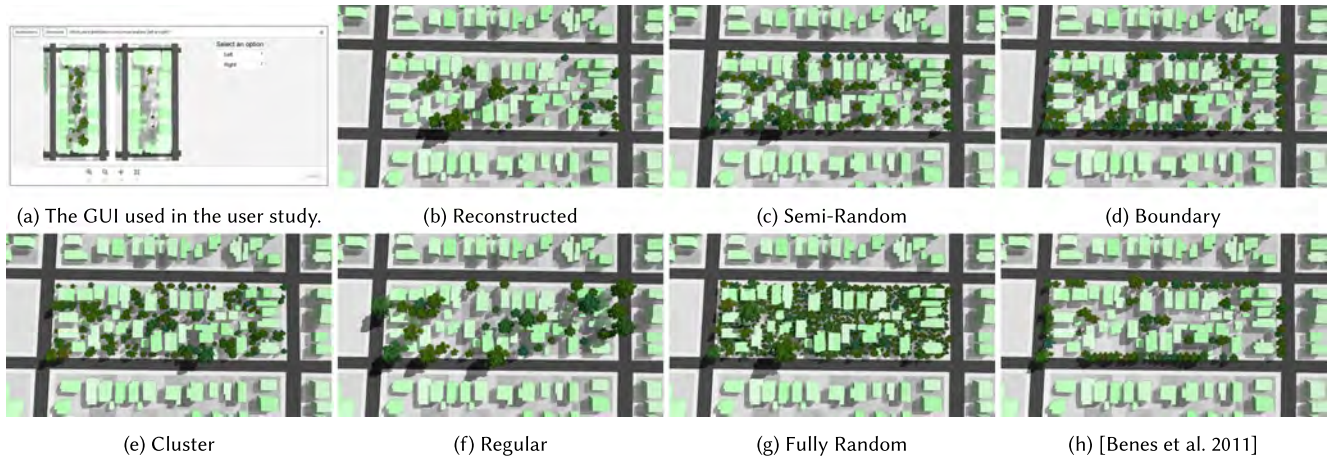 Select an option
Left
Right
(a) The GUI used in the user study.
(b) Reconstructed
(c) Semi-Random
(d) Boundary
(e) Cluster
(f) Regular
(g) Fully Random
(h) [Benes et al. 2011]